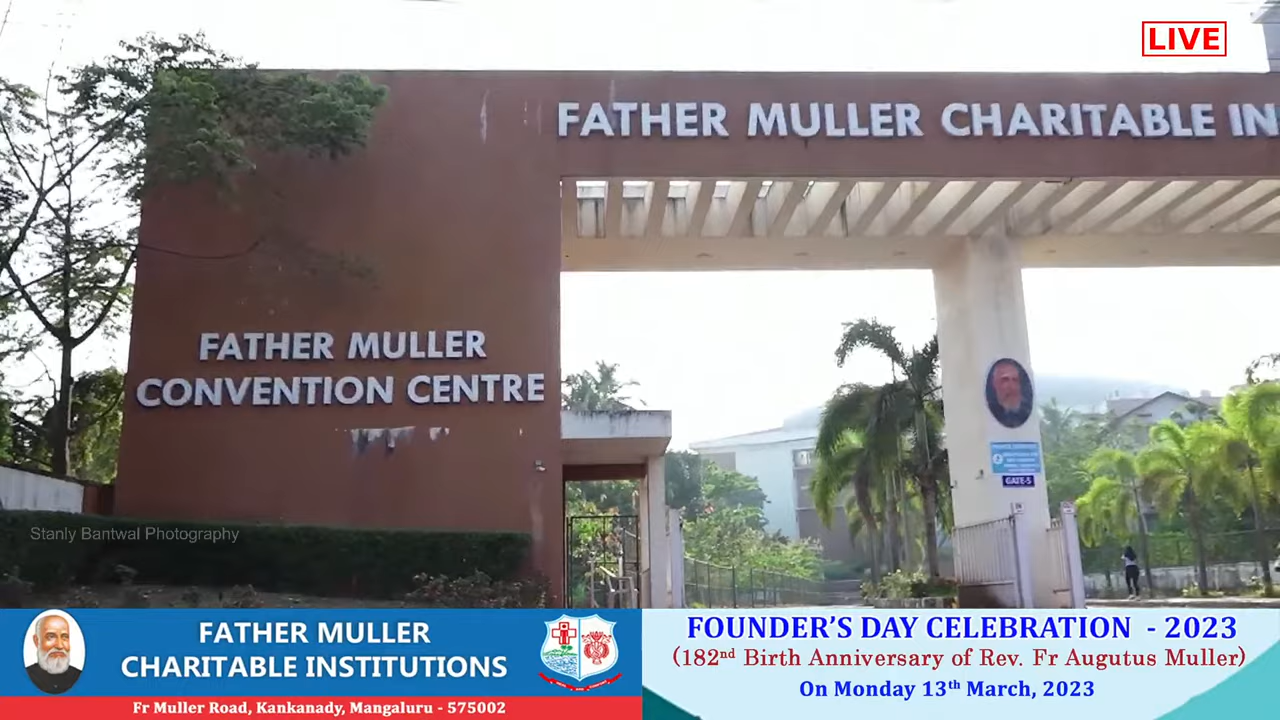 LIVE
FATHER MULLER CHARITABLE IN
FATHER MULLER
CONVENTION CENTRE
GATE-5
Stanly Bantwal Photography
FATHER MULLER
CHARITABLE INSTITUTIONS
Fr Muller Road, Kankanady, Mangaluru - 575002
FOUNDER'S DAY CELEBRATION - 2023
(182nd Birth Anniversary of Rev. Fr Augutus Muller)
On Monday 13th March, 2023